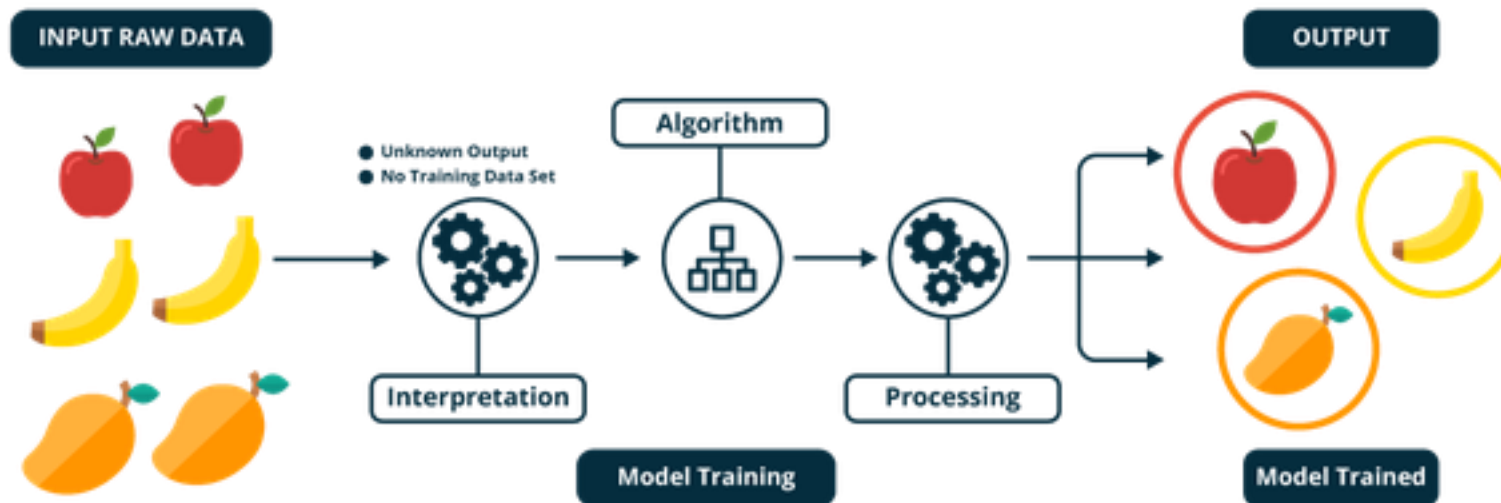 INPUT RAW DATA
OUTPUT
Algorithm
● Unknown Output
● No Training Data Set
Interpretation
Processing
Model Training
Model Trained